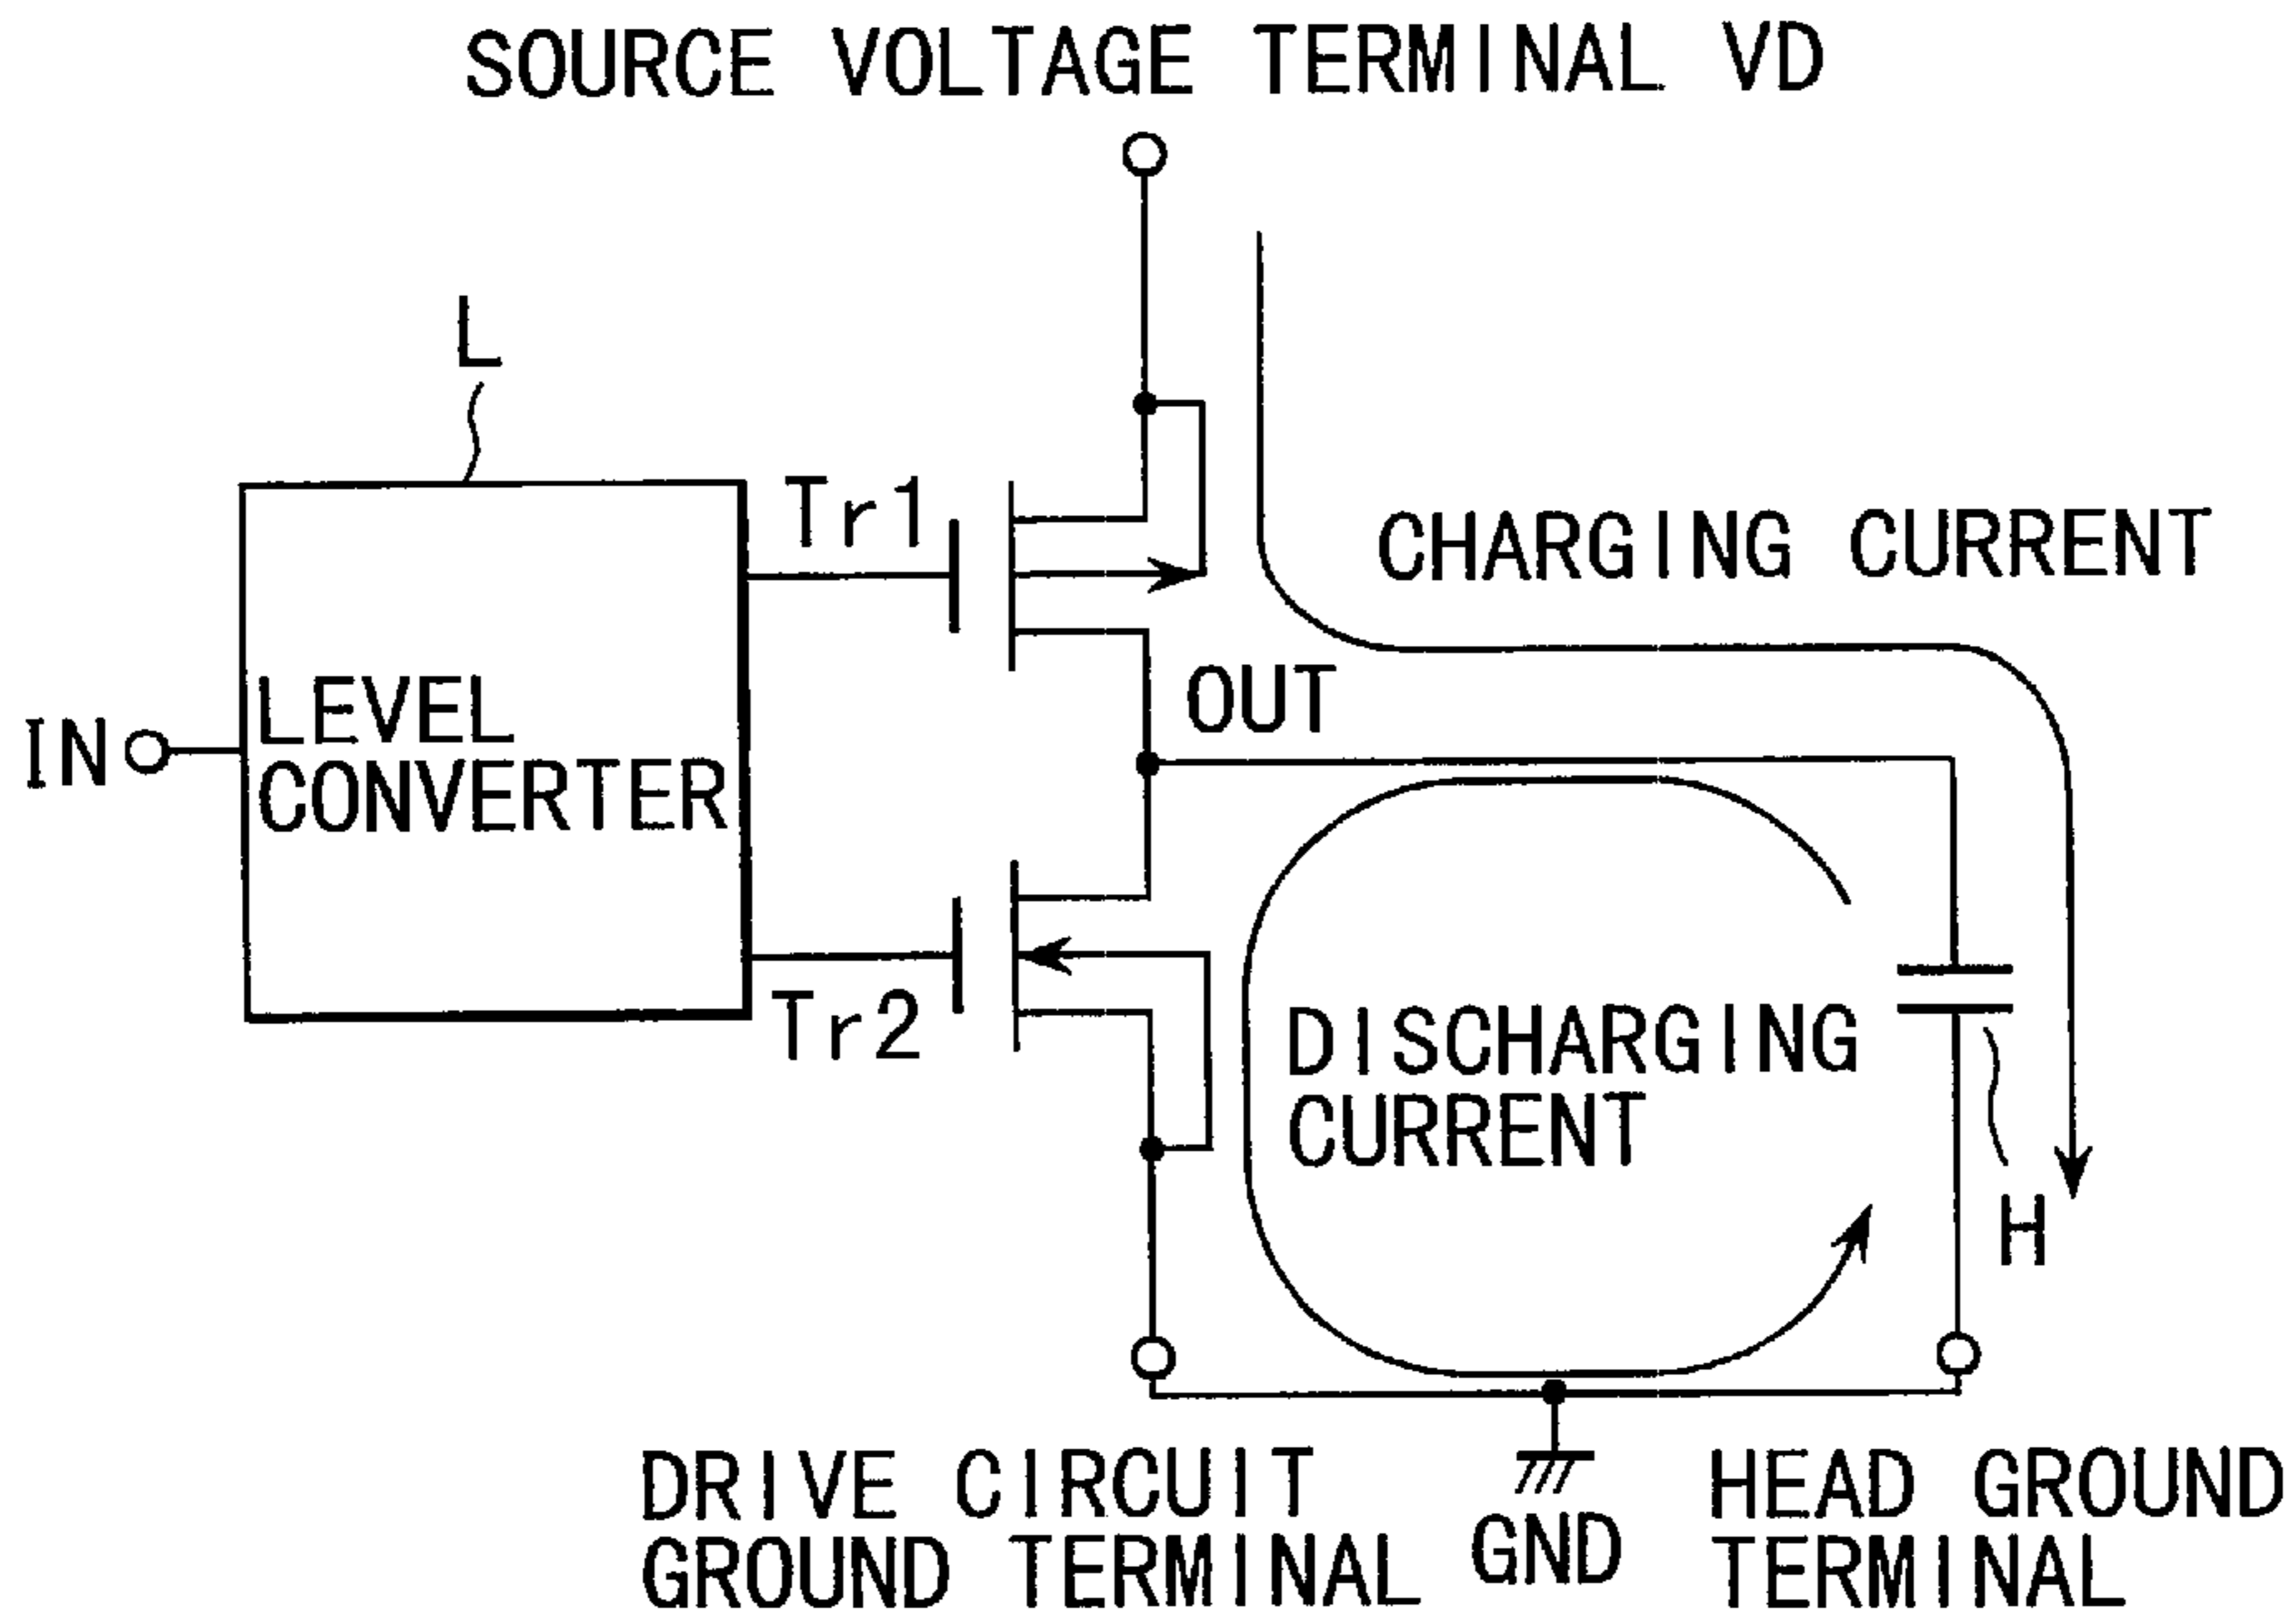 SOURCE VOLTAGE TERMINAL VD
L
Tr1
CHARGING CURRENT
OUT
IN
LEVEL
CONVERTER
Tr2
DISCHARGING
CURRENT
H
DRIVE CIRCUIT
GROUND TERMINAL
GND
HEAD GROUND
TERMINAL